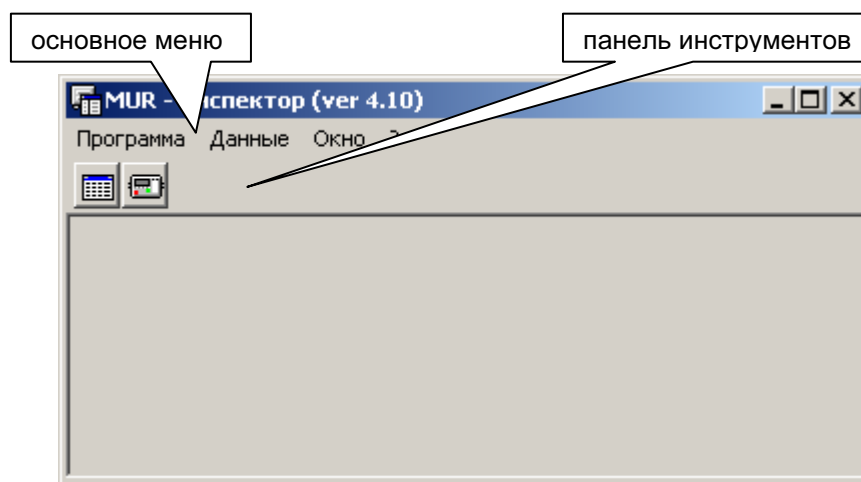 основное меню
панель инструментов
MUR - нспектор (ver 4.10)
Программа Данные Окно